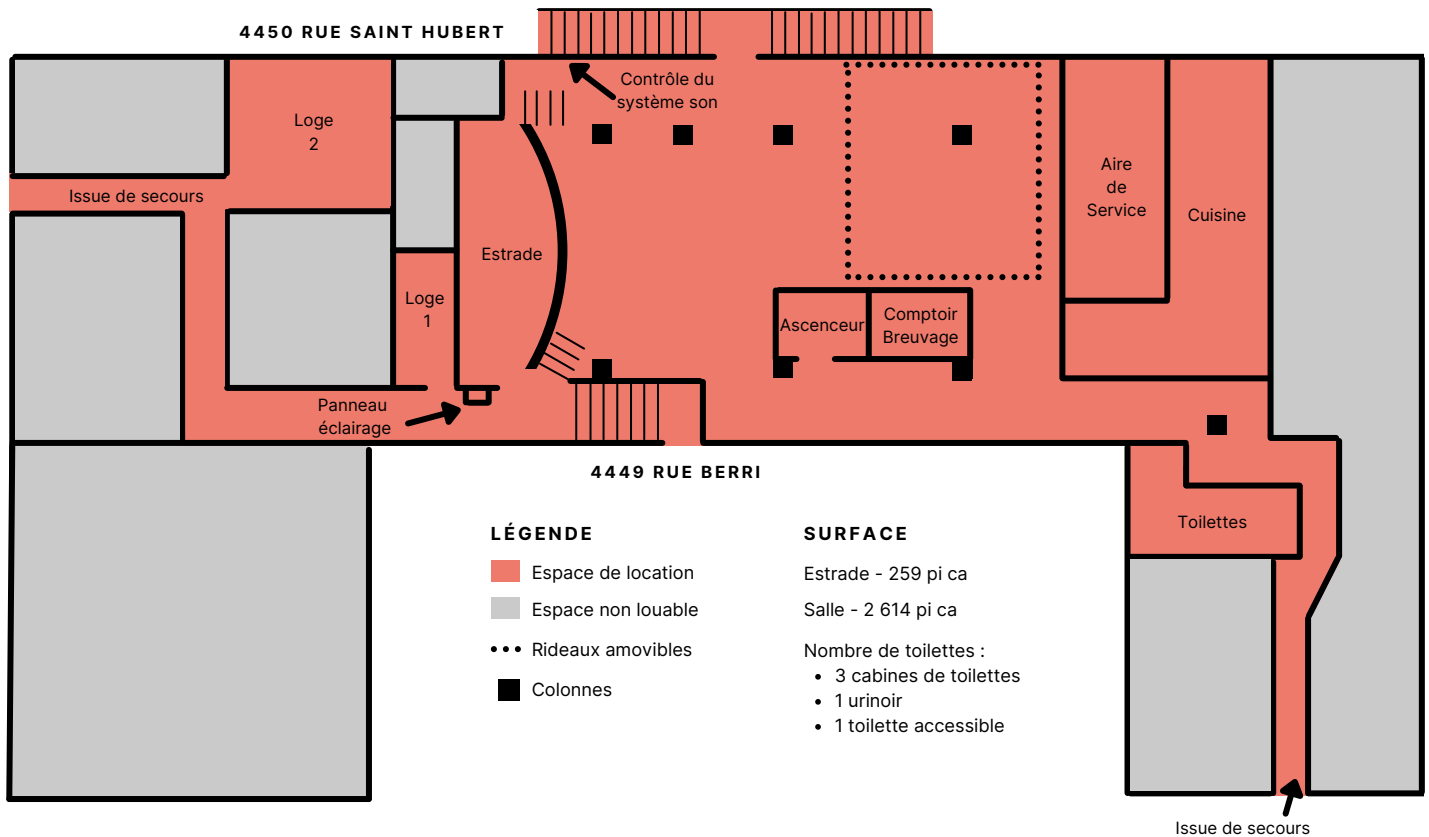 4450 RUE SAINT HUBERT
Contrôle du
système son
Loge
2
Issue de secours
Aire
de
Service
Cuisine
Estrade
Loge
1
Ascenceur
Comptoir
Breuvage
Panneau
éclairage
4449 RUE BERRI
Toilettes
LÉGENDE
Espace de location
Espace non louable
Rideaux amovibles
Colonnes
SURFACE
Estrade - 259 pi ca
Salle - 2 614 pi ca
Nombre de toilettes :
• 3 cabines de toilettes
• 1 urinoir
• 1 toilette accessible
Issue de secours